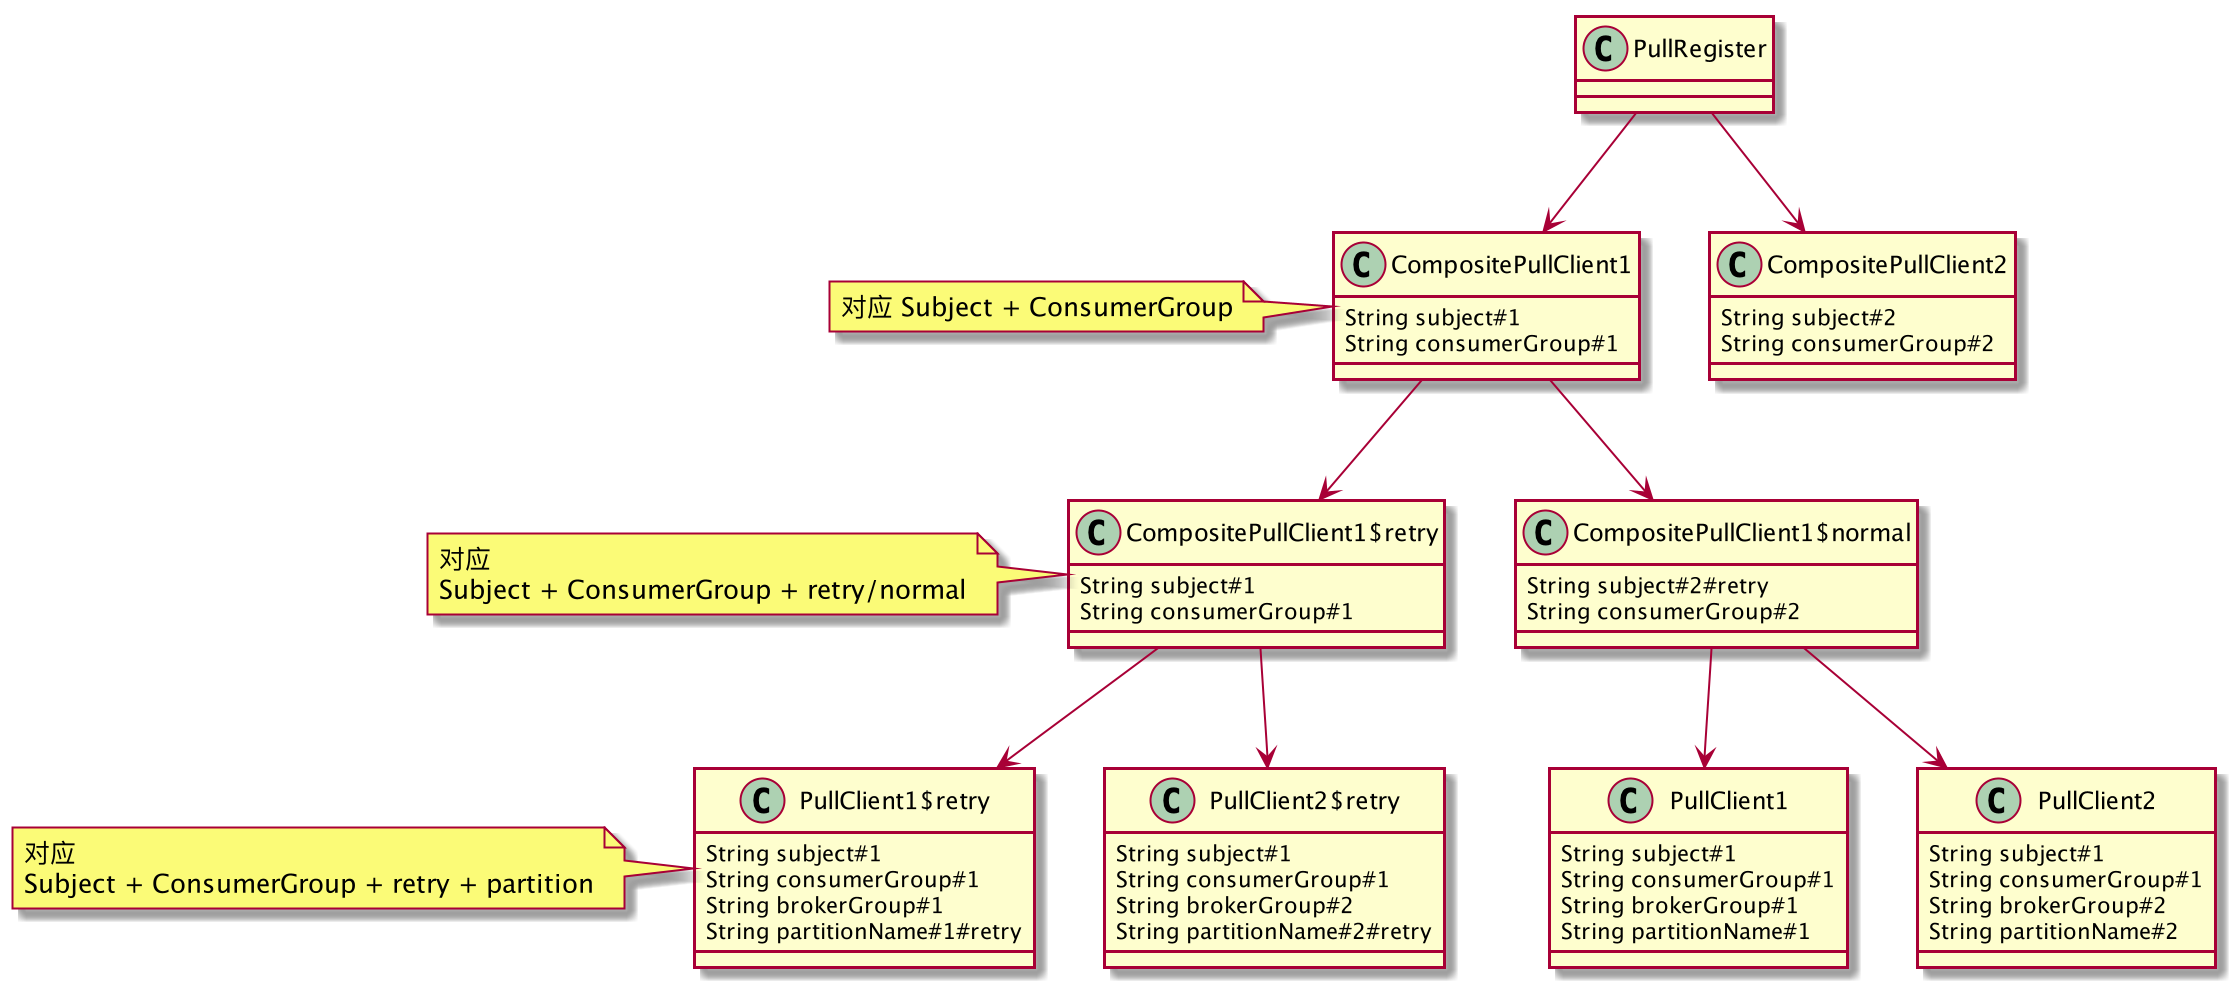 C PullRegister
C CompositePullClient1
String subject#1
String consumerGroup#1
C CompositePullClient2
String subject#2
String consumerGroup#2
对应 Subject + ConsumerGroup
C CompositePullClient1$retry
String subject#1
String consumerGroup#1
C CompositePullClient1$normal
String subject#2#retry
String consumerGroup#2
对应
Subject + ConsumerGroup + retry/normal
C PullClient1$retry
String subject#1
String consumerGroup#1
String brokerGroup#1
String partitionName#1#retry
C PullClient2$retry
String subject#1
String consumerGroup#1
String brokerGroup#2
String partitionName#2#retry
C PullClient1
String subject#1
String consumerGroup#1
String brokerGroup#1
String partitionName#1
C PullClient2
String subject#1
String consumerGroup#1
String brokerGroup#2
String partitionName#2
对应
Subject + ConsumerGroup + retry + partition